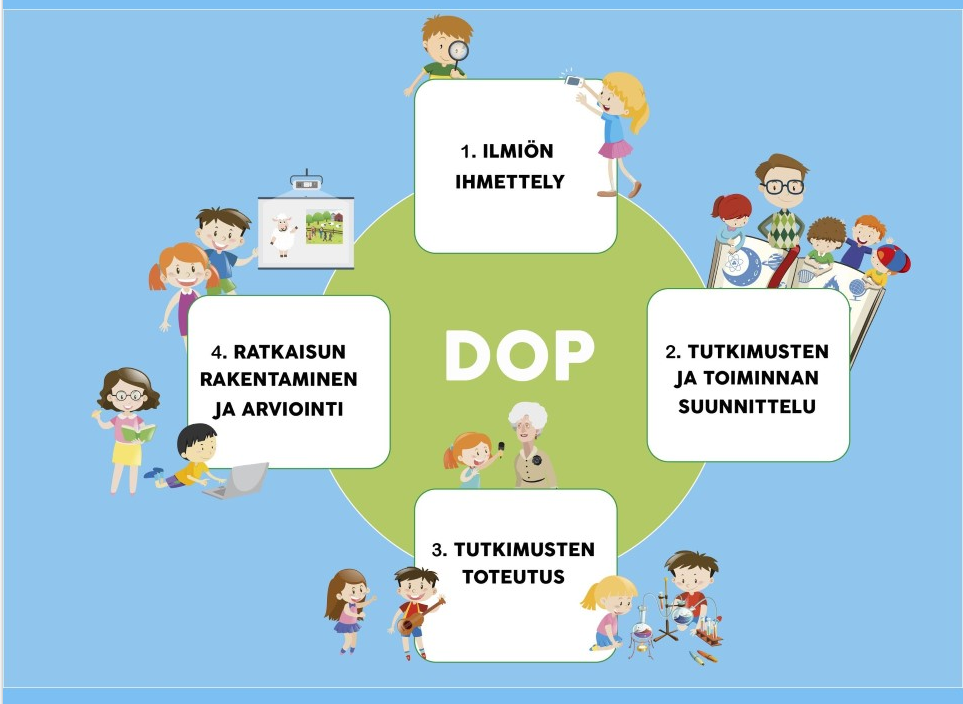 1. ILMIÖN
IHMETTELY
DOP
2. TUTKIMUSTEN
JA TOIMINNAN
SUUNNITTELU
3. TUTKIMUSTEN
TOTEUTUS
4. RATKAISUN
RAKENTAMINEN
JA ARVIOINTI